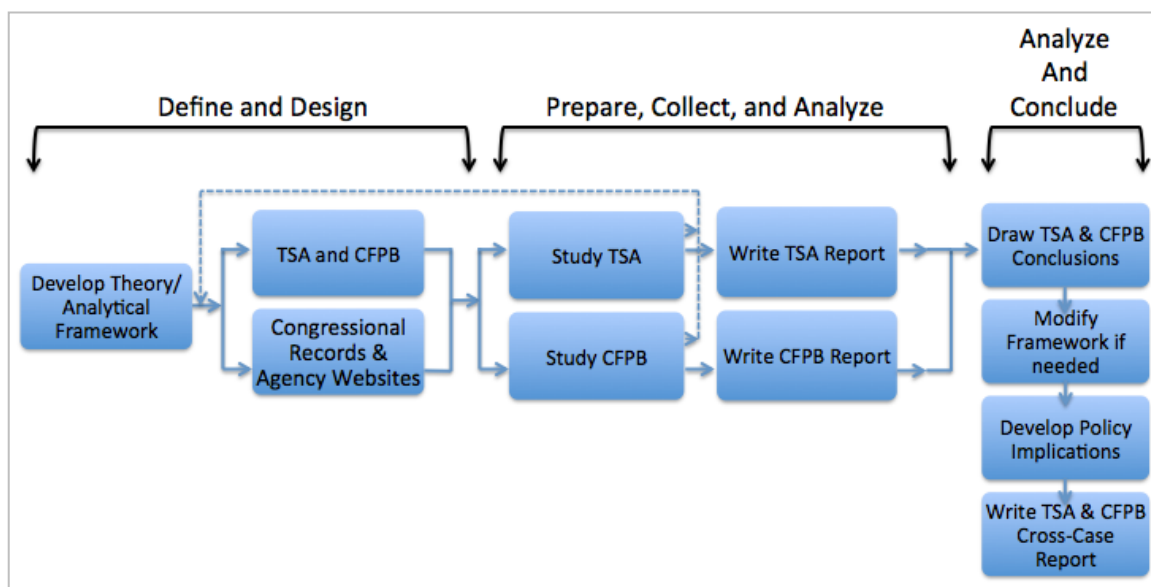 Analyze
And
Conclude
Define and Design
Prepare, Collect, and Analyze
Develop Theory/
Analytical
Framework
TSA and CFPB
Congressional
Records &
Agency Websites
Study TSA
Study CFPB
Write TSA Report
Write CFPB Report
Draw TSA & CFPB
Conclusions
Modify
Framework if
needed
Develop Policy
Implications
Write TSA & CFPB
Cross-Case
Report